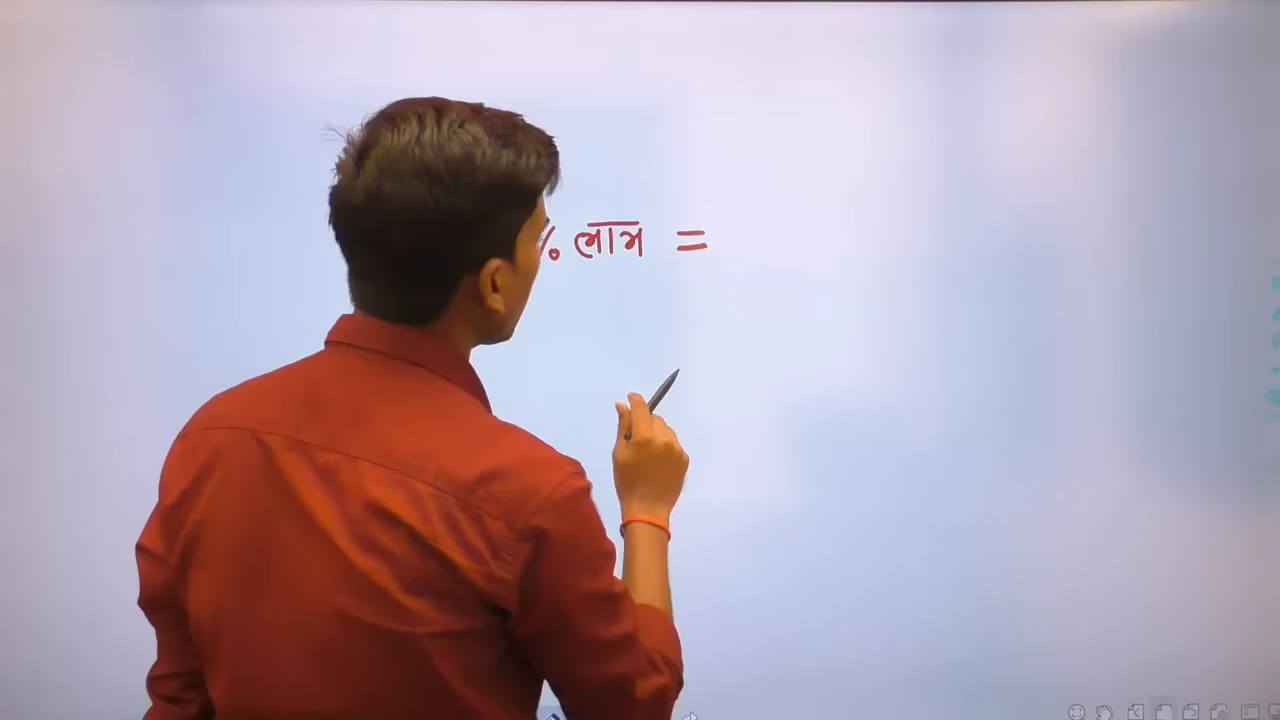 % লাভ =